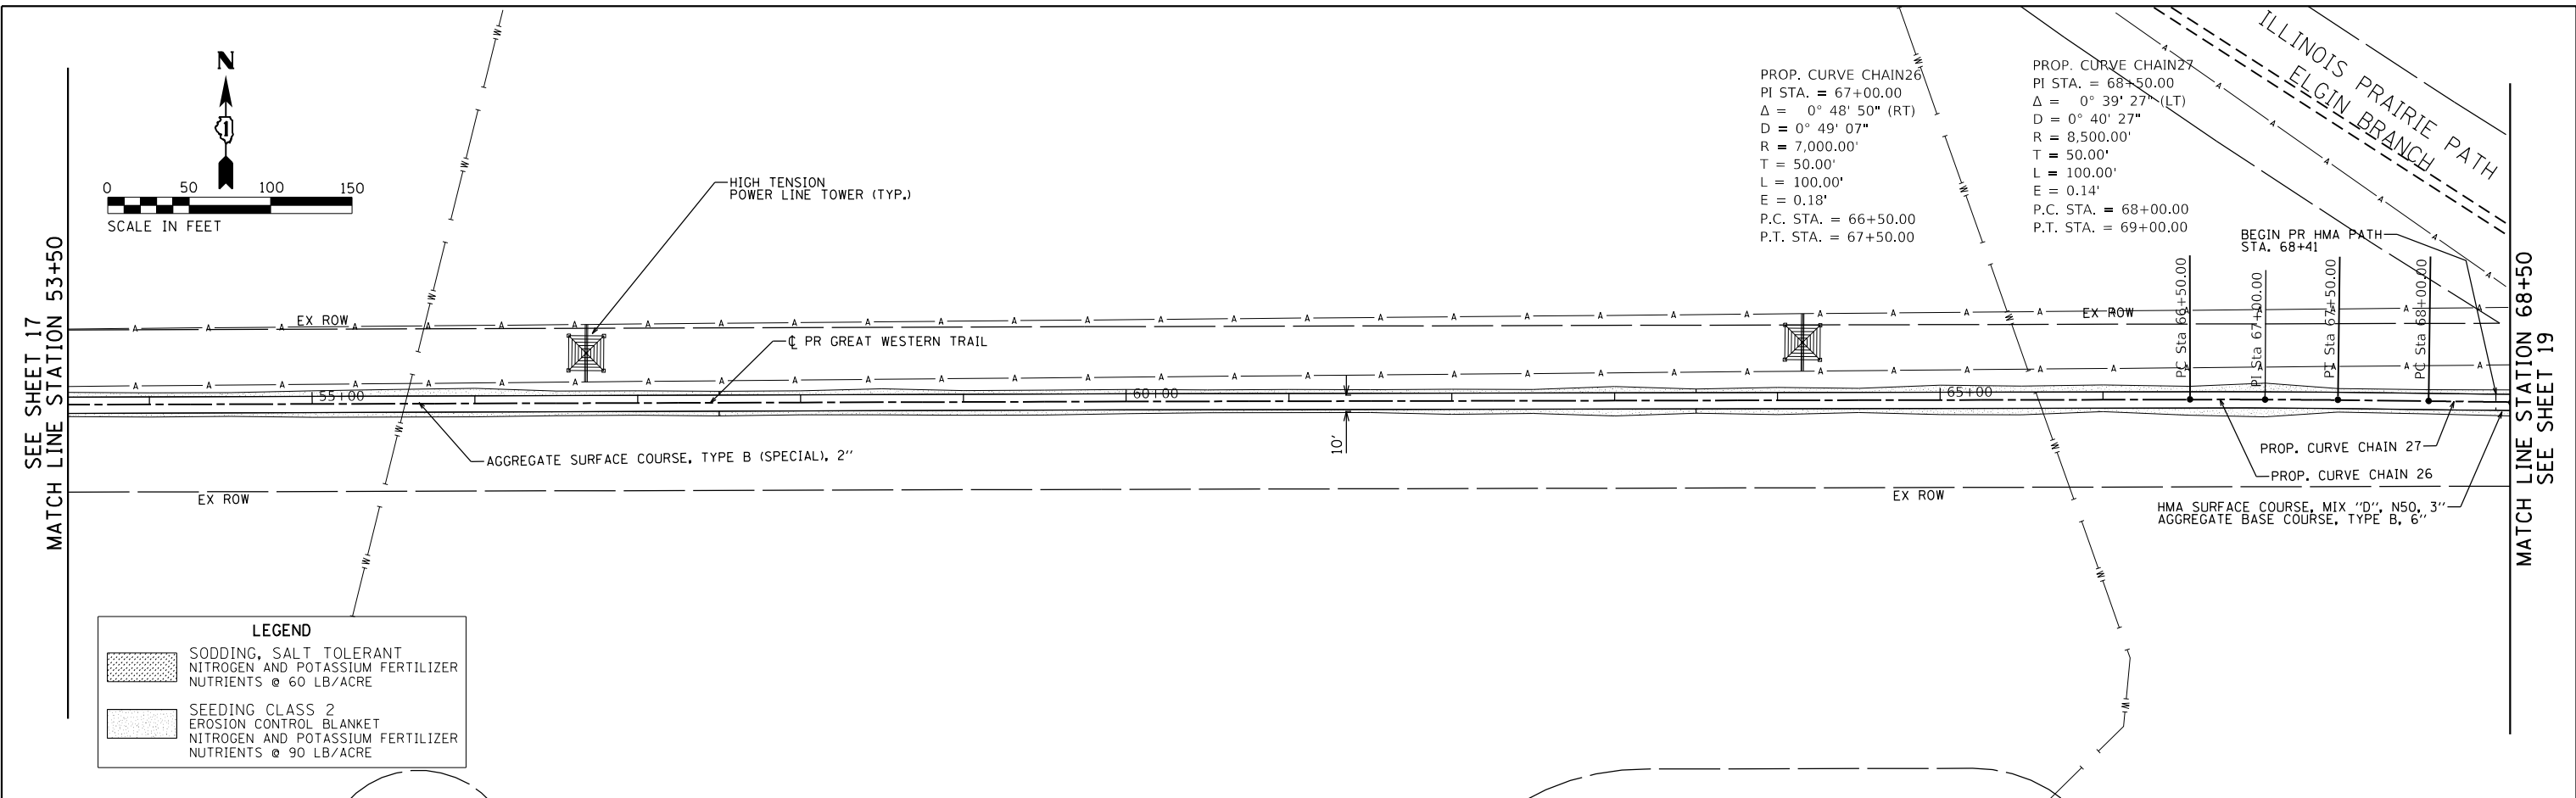 N
1
0 50 100 150
SCALE IN FEET
SEE SHEET 17
MATCH LINE STATION 53+50
HIGH TENSION
POWER LINE TOWER (TYP.)
℄ PR GREAT WESTERN TRAIL
EX ROW
EX ROW
55+00
60+00
65+00
10'
AGGREGATE SURFACE COURSE, TYPE B (SPECIAL), 2"
EX ROW
EX ROW
PROP. CURVE CHAIN26
PI STA. = 67+00.00
Δ = 0° 48' 50" (RT)
D = 0° 49' 07"
R = 7,000.00'
T = 50.00'
L = 100.00'
E = 0.18'
P.C. STA. = 66+50.00
P.T. STA. = 67+50.00
PROP. CURVE CHAIN27
PI STA. = 68+50.00
Δ = 0° 39' 27" (LT)
D = 0° 40' 27"
R = 8,500.00'
T = 50.00'
L = 100.00'
E = 0.14'
P.C. STA. = 68+00.00
P.T. STA. = 69+00.00
ILLINOIS PRAIRIE PATH
ELGIN BRANCH
BEGIN PR HMA PATH
STA. 68+41
PC Sta 66+50.00
PI Sta 67+00.00
PT Sta 67+50.00
PC Sta 68+00.00
PROP. CURVE CHAIN 27
PROP. CURVE CHAIN 26
HMA SURFACE COURSE, MIX "D", N50, 3"
AGGREGATE BASE COURSE, TYPE B, 6"
MATCH LINE STATION 68+50
SEE SHEET 19
LEGEND
SODDING, SALT TOLERANT
NITROGEN AND POTASSIUM FERTILIZER
NUTRIENTS @ 60 LB/ACRE
SEEDING CLASS 2
EROSION CONTROL BLANKET
NITROGEN AND POTASSIUM FERTILIZER
NUTRIENTS @ 90 LB/ACRE